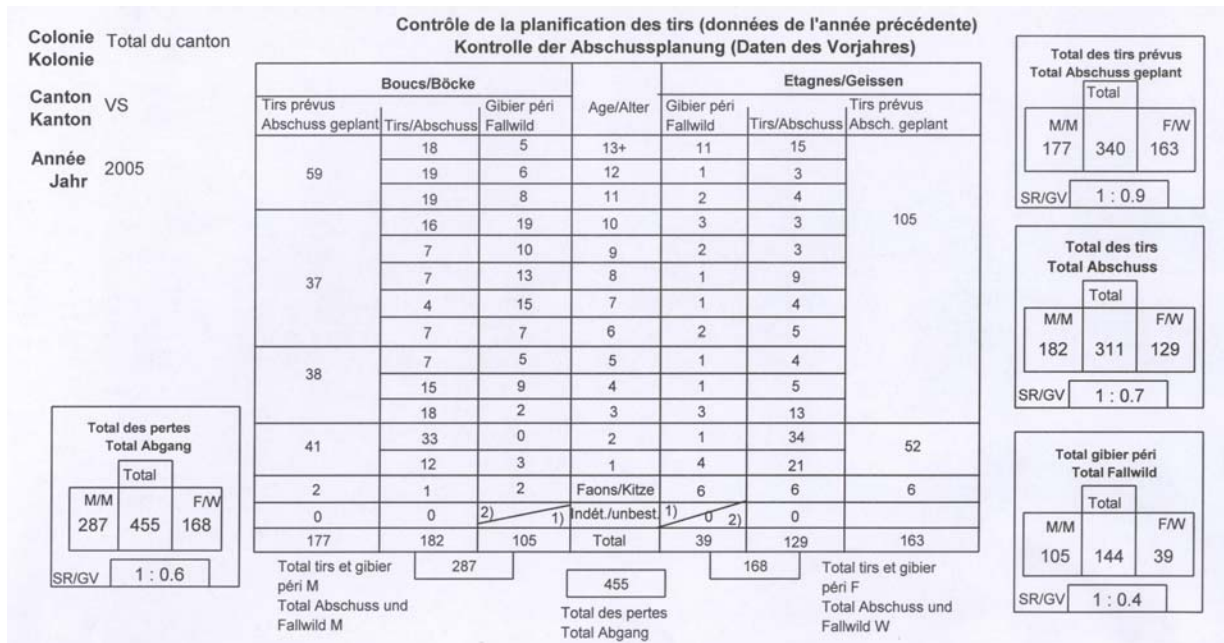 Contrôle de la planification des tirs (données de l'année précédente)
Kontrolle der Abschussplanung (Daten des Vorjahres)
Colonie Total du canton
Kolonie
Canton VS
Kanton
Année 2005
Jahr
Boucs/Böcke Etagnes/Geissen
Tirs prévus Gibier péri Age/Alter Gibier péri Tirs prévus
Abschuss geplant Tirs/Abschuss Fallwild Fallwild Tirs/Abschuss Absch. geplant
18 5 13+ 11 15
59 19 6 12 1 3
19 8 11 2 4
16 19 10 3 3 105
7 10 9 2 3
37 7 13 8 1 9
4 15 7 1 4
7 7 6 2 5
7 5 5 1 4
38 15 9 4 1 5
18 2 3 3 13
41 33 0 2 1 34 52
12 3 1 4 21
2 1 2 Faons/Kitze 6 6 6
0 0 2) 1) Indét./unbest. 1) 0 2) 0
177 182 105 Total 39 129 163
Total tirs et gibier 287
péri M
Total Abschuss und
Fallwild M
455
Total des pertes
Total Abgang
168 Total tirs et gibier
péri F
Total Abschuss und
Fallwild W
Total des pertes
Total Abgang
Total
M/M F/W
287 455 168
SR/GV 1 : 0.6
Total des tirs prévus
Total Abschuss geplant
Total
M/M F/W
177 340 163
SR/GV 1 : 0.9
Total des tirs
Total Abschuss
Total
M/M F/W
182 311 129
SR/GV 1 : 0.7
Total gibier péri
Total Fallwild
Total
M/M F/W
105 144 39
SR/GV 1 : 0.4